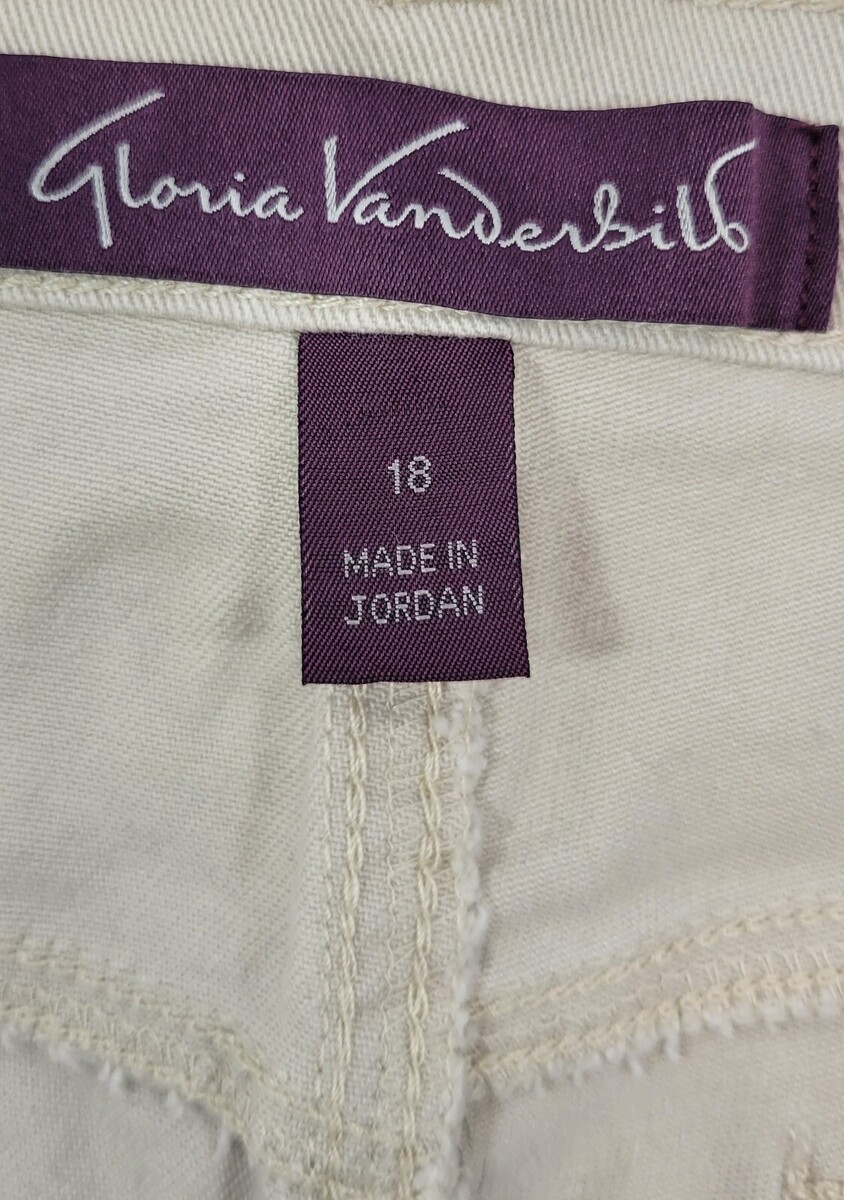 Gloria Vanderbilt
18
MADE IN
JORDAN